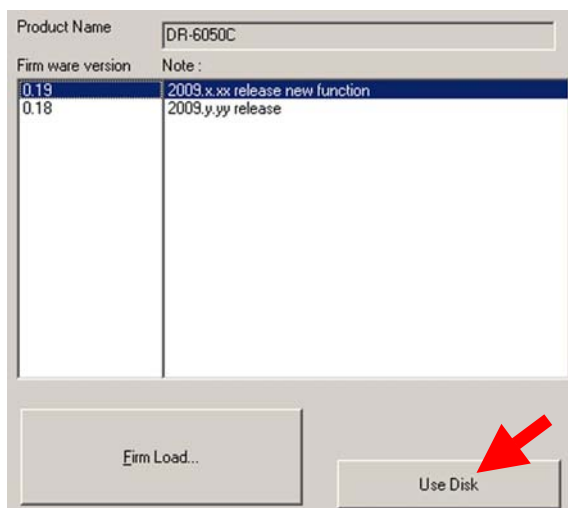 Product Name
DR-6050C
Firm ware version Note :
0.19 2009.x.xx release new function
0.18 2009.y.yy release
Firm Load...
Use Disk